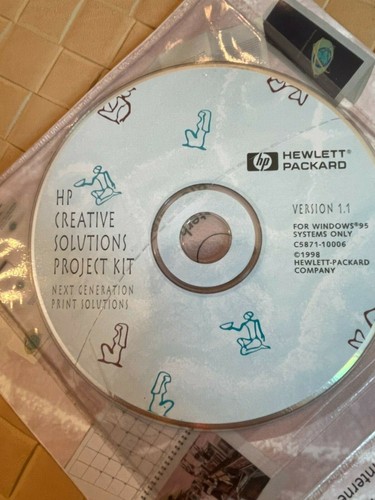 hp HEWLETT®
PACKARD
HP
CREATIVE
SOLUTIONS
PROJECT KIT
NEXT GENERATION
PRINT SOLUTIONS
VERSION 1.1
FOR WINDOWS®95
SYSTEMS ONLY
C5871-10006
©1998
HEWLETT-PACKARD
COMPANY